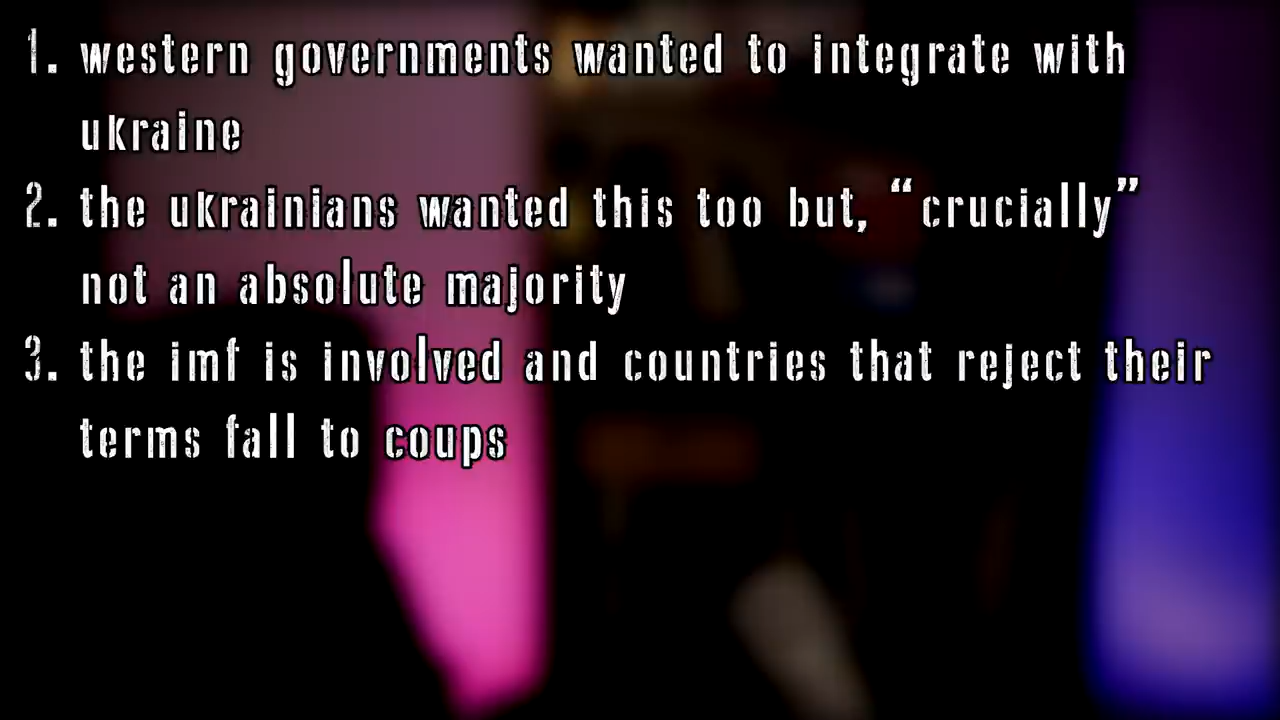 1. western governments wanted to integrate with
ukraine
2. the ukrainians wanted this too but, “crucially”
not an absolute majority
3. the imf is involved and countries that reject their
terms fall to coups